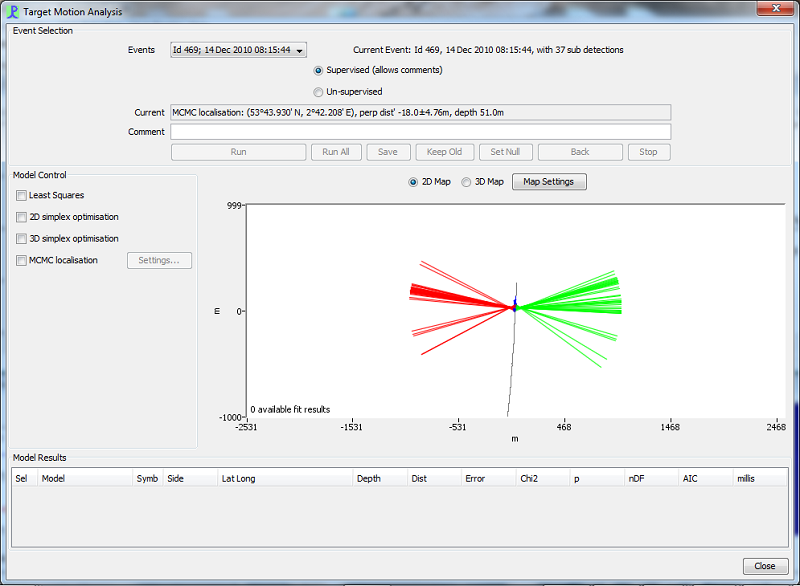 Target Motion Analysis
Event Selection
Events Id 469; 14 Dec 2010 08:15:44 Current Event: Id 469, 14 Dec 2010 08:15:44, with 37 sub detections
Supervised (allows comments)
Un-supervised
Current MCMC localisation: (53°43.930' N, 2°42.208' E), perp dist' -18.0±4.76m, depth 51.0m
Comment
Run Run All Save Keep Old Set Null Back Stop
Model Control
Least Squares
2D simplex optimisation
3D simplex optimisation
MCMC localisation Settings...
2D Map 3D Map Map Settings
999
m 0
-1000
0 available fit results
-2531 -1531 -531 468 1468 2468
m
Model Results
Sel Model Symb Side Lat Long Depth Dist Error Chi2 p nDF AIC millis
Close